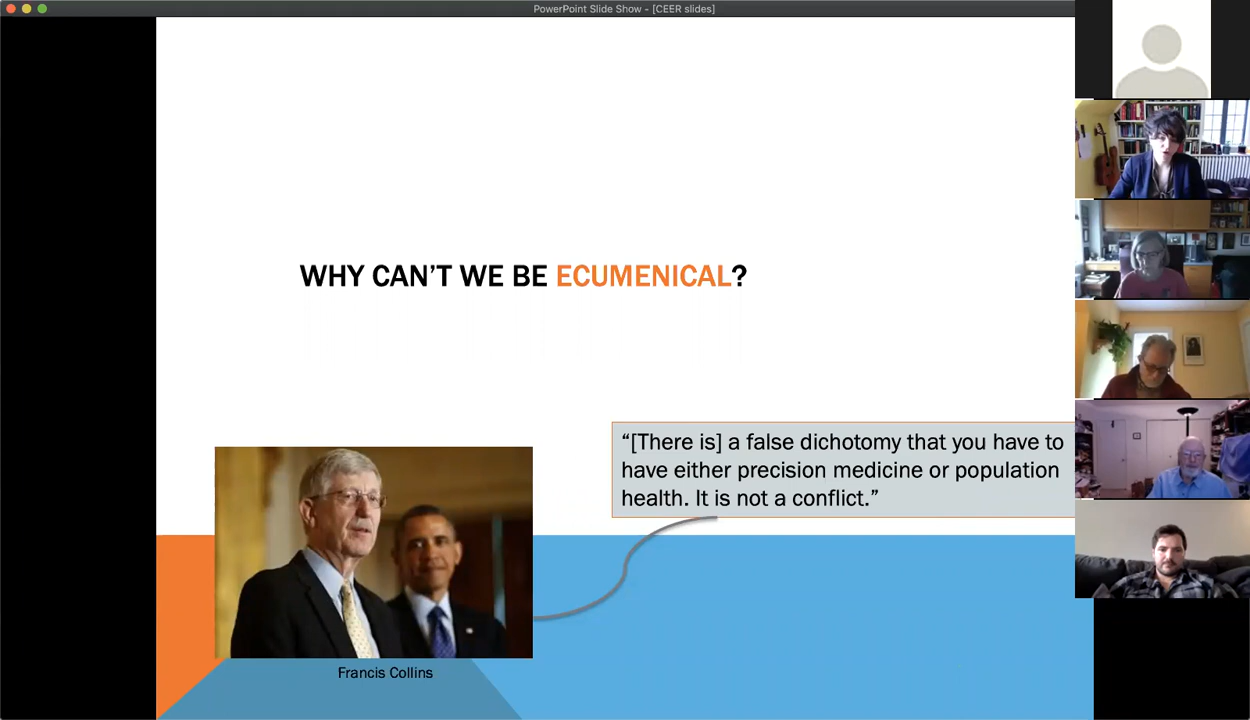 PowerPoint Slide Show - [CEER slides]
WHY CAN’T WE BE ECUMENICAL?
“[There is] a false dichotomy that you have to
have either precision medicine or population
health. It is not a conflict.”
Francis Collins